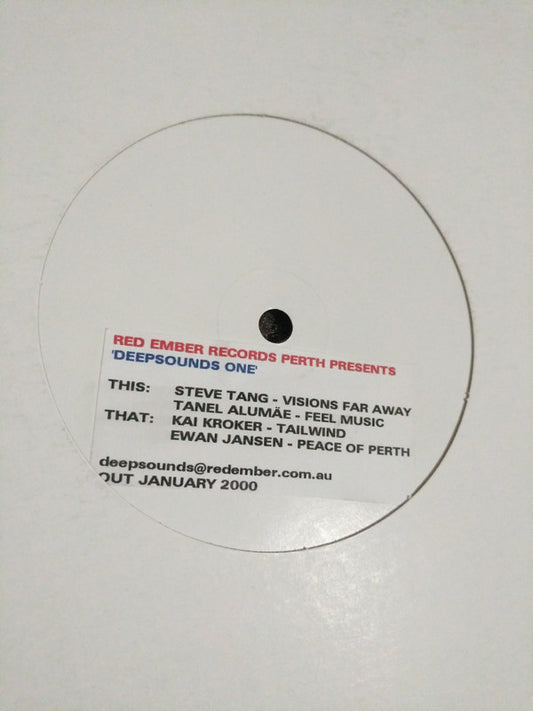 RED EMBER RECORDS PERTH PRESENTS
'DEEPSOUNDS ONE'
THIS: STEVE TANG - VISIONS FAR AWAY
TANEL ALUMÄE - FEEL MUSIC
THAT: KAI KROKER - TAILWIND
EWAN JANSEN - PEACE OF PERTH
deepsounds@redember.com.au
OUT JANUARY 2000